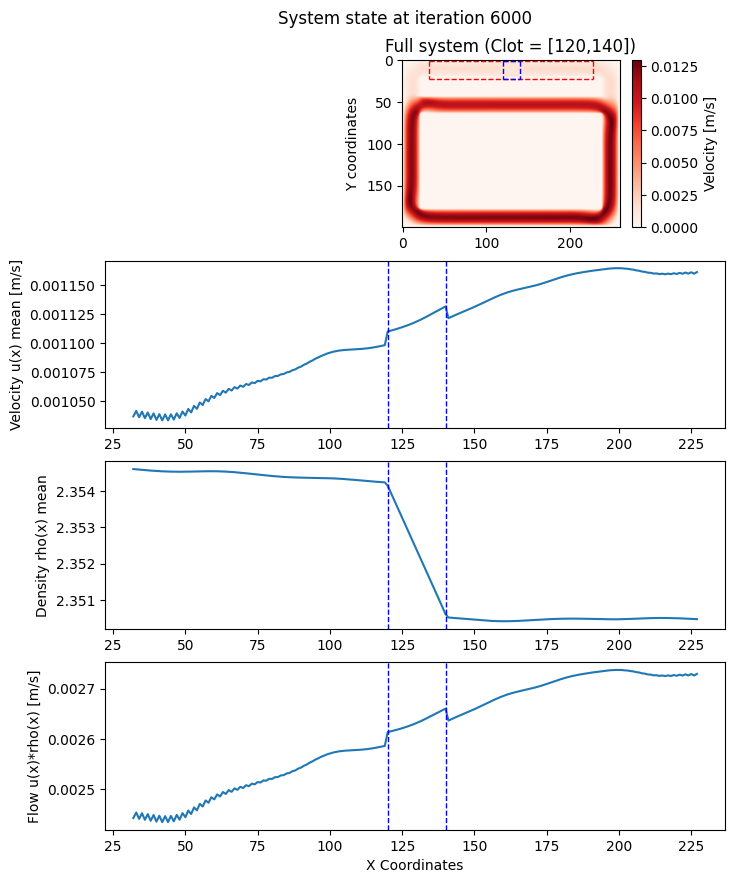 System state at iteration 6000
Full system (Clot = [120,140])
0
50
100
150
Y coordinates
0 100 200
0.0125
0.0100
0.0075
0.0050
0.0025
0.0000
Velocity [m/s]
0.001150
0.001125
0.001100
0.001075
0.001050
Velocity u(x) mean [m/s]
25 50 75 100 125 150 175 200 225
2.354
2.353
2.352
2.351
Density rho(x) mean
25 50 75 100 125 150 175 200 225
0.0027
0.0026
0.0025
Flow u(x)*rho(x) [m/s]
25 50 75 100 125 150 175 200 225
X Coordinates